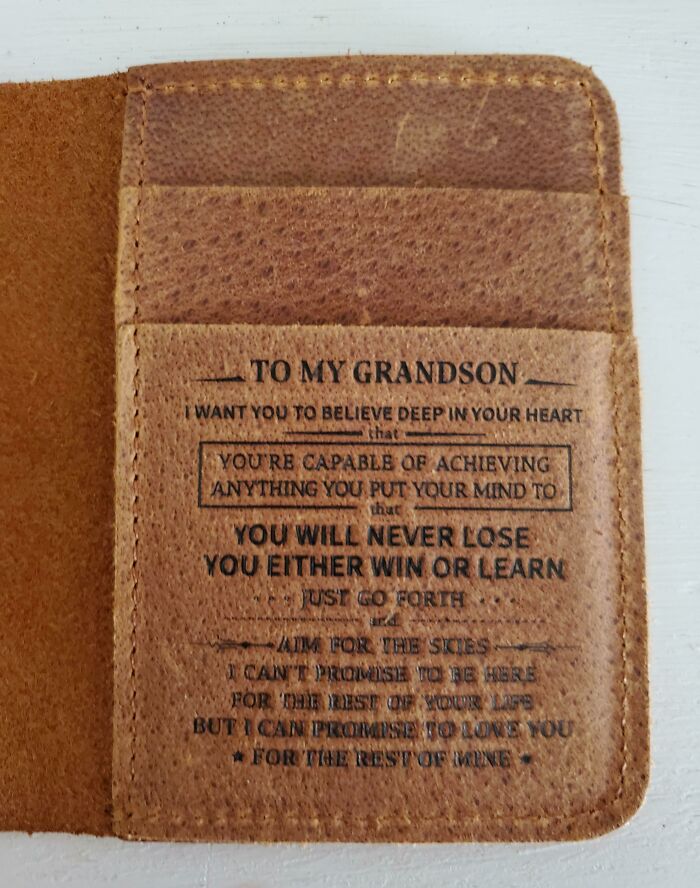 TO MY GRANDSON
I WANT YOU TO BELIEVE DEEP IN YOUR HEART
that
YOU'RE CAPABLE OF ACHIEVING
ANYTHING YOU PUT YOUR MIND TO
that
YOU WILL NEVER LOSE
YOU EITHER WIN OR LEARN
JUST GO FORTH
and
AIM FOR THE SKIES
I CAN'T PROMISE TO BE HERE
FOR THE REST OF YOUR LIFE
BUT I CAN PROMISE TO LOVE YOU
★ FOR THE REST OF MINE ★